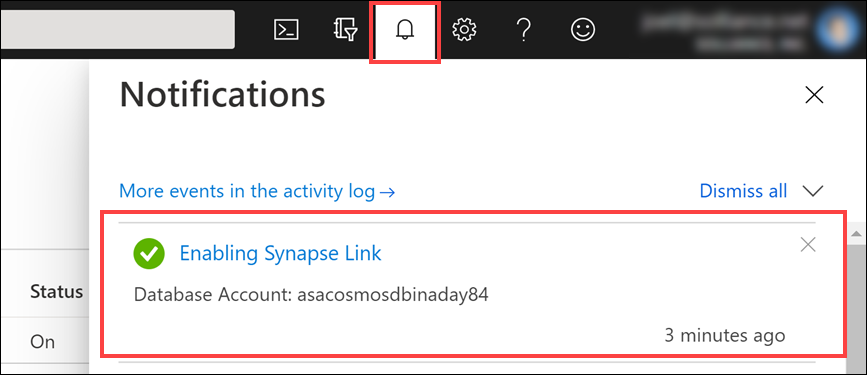 Notifications
More events in the activity log →
Dismiss all
Enabling Synapse Link
Database Account: asacosmosdbinaday84
3 minutes ago
Status
On